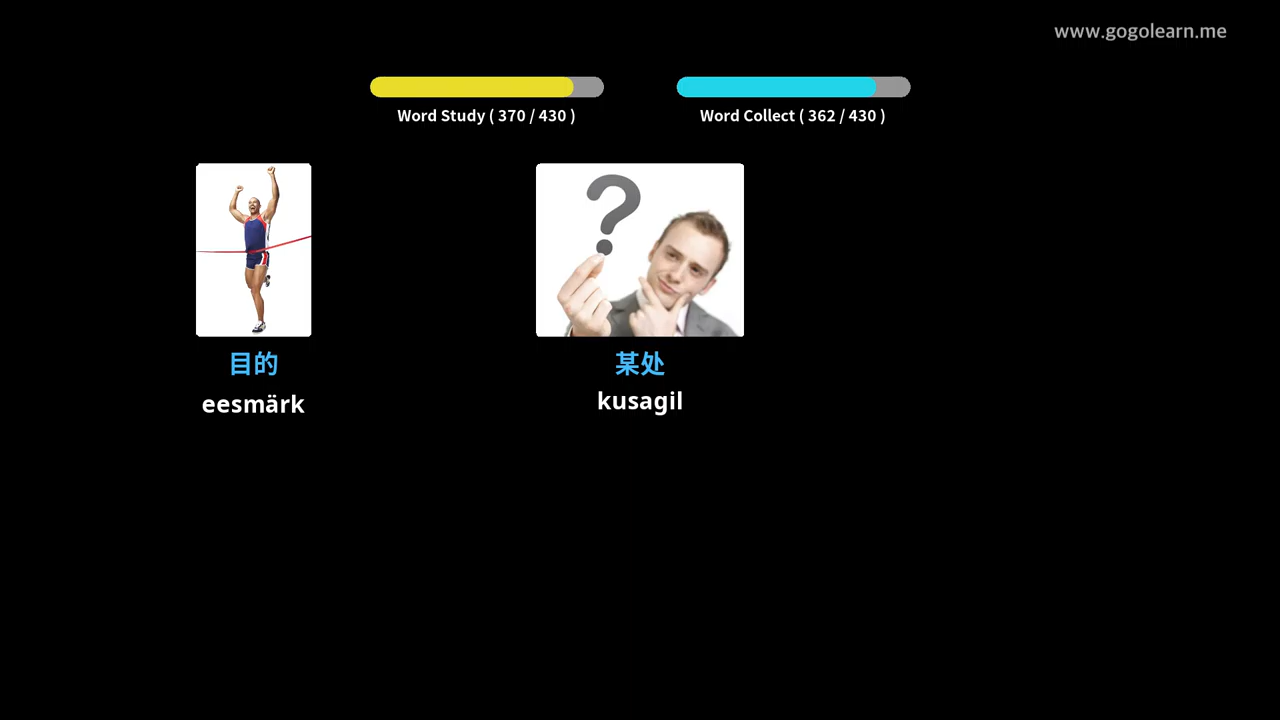 www.gogolearn.me
Word Study ( 370 / 430 )
Word Collect ( 362 / 430 )
目的
eesmärk
某处
kusagil